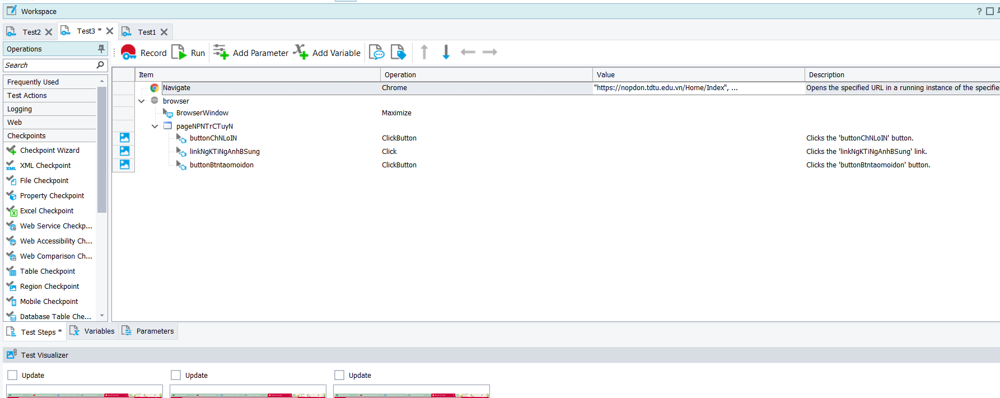 Workspace
?
Test2
Test3 *
Test1
Operations
Record
Run
Add Parameter
Add Variable
Search
Item
Operation
Value
Description
Frequently Used
Test Actions
Logging
Web
Checkpoints
Checkpoint Wizard
XML Checkpoint
File Checkpoint
Property Checkpoint
Excel Checkpoint
Web Service Checkp...
Web Accessibility Ch...
Web Comparison Ch...
Table Checkpoint
Region Checkpoint
Mobile Checkpoint
Database Table Che...
Navigate
Chrome
"https://nopdon.tdtu.edu.vn/Home/Index", ...
Opens the specified URL in a running instance of the specifie
browser
BrowserWindow
Maximize
pageNPNTrCTuyN
buttonChNLoIN
ClickButton
Clicks the 'buttonChNLoIN' button.
linkNgKTiNgAnhBSung
Click
Clicks the 'linkNgKTiNgAnhBSung' link.
buttonBtntaomoidon
ClickButton
Clicks the 'buttonBtntaomoidon' button.
Test Steps *
Variables
Parameters
Test Visualizer
Update
Update
Update